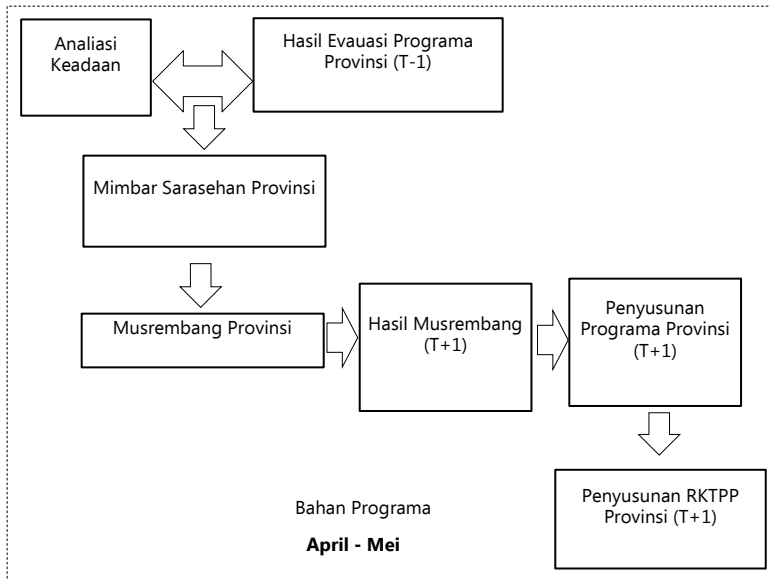 Analiasi
Keadaan
Hasil Evauasi Programa
Provinsi (T-1)
Mimbar Sarasehan Provinsi
Musrembang Provinsi
Hasil Musrembang
(T+1)
Penyusunan
Programa Provinsi
(T+1)
Penyusunan RKTPP
Provinsi (T+1)
Bahan Programa
April - Mei